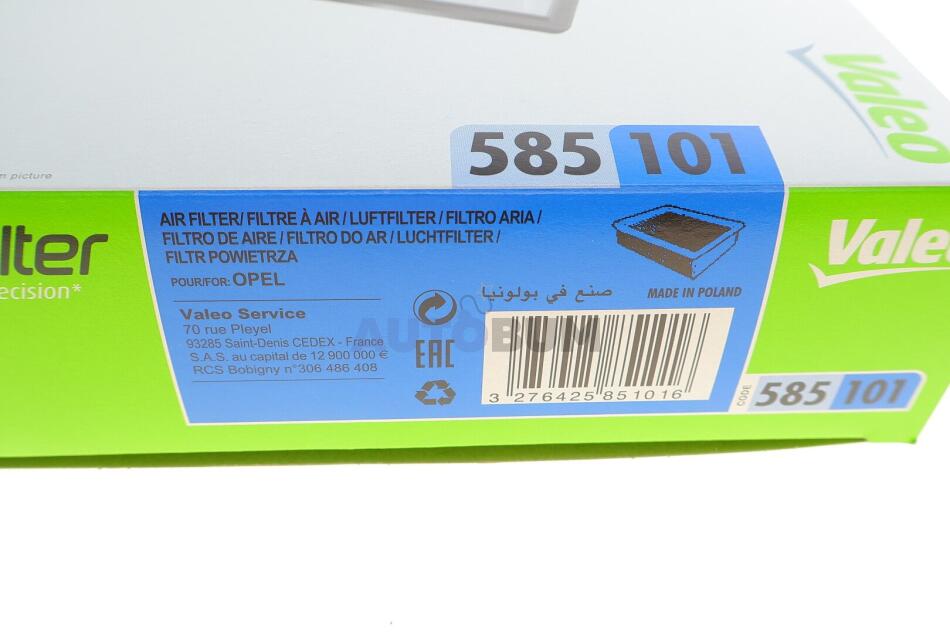 Valeo
585 101
picture
AIR FILTER / FILTRE À AIR / LUFTFILTER / FILTRO ARIA /
FILTRO DE AIRE / FILTRO DO AR / LUCHTFILTER /
FILTR POWIETRZA
POUR/FOR: OPEL
Valeo Service
70 rue Pleyel
93285 Saint-Denis CEDEX - France
S.A.S. au capital de 12 900 000 €
RCS Bobigny n°306 486 408
EAC
صنع في بولونيا
MADE IN POLAND
3 276425 851016
CODE 585 101
lter
ecision*
Vale
AUTOBUM